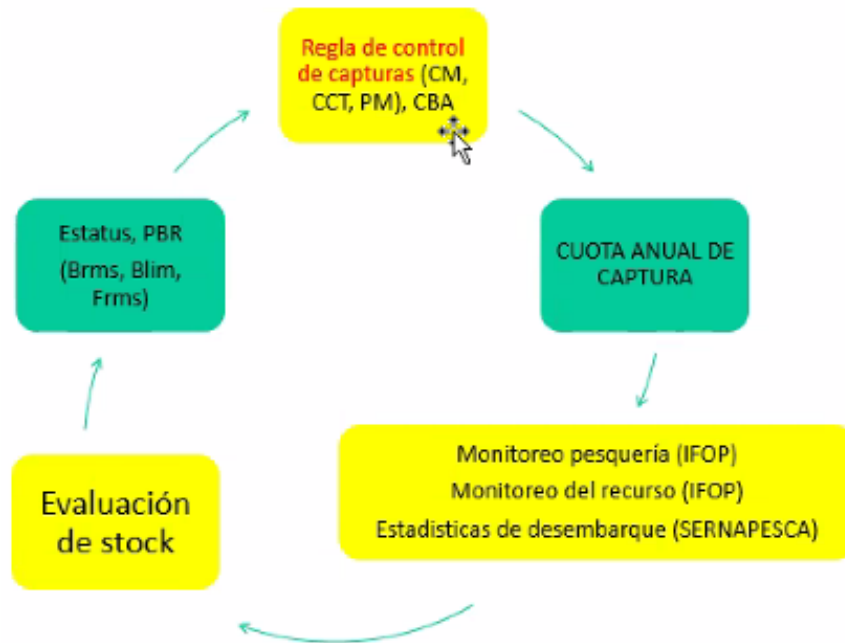 Regla de control
de capturas (CM,
CCT, PM), CBA
Estatus, PBR
(Brms, Blim,
Frms)
CUOTA ANUAL DE
CAPTURA
Monitoreo pesquería (IFOP)
Monitoreo del recurso (IFOP)
Estadisticas de desembarque (SERNAPESCA)
Evaluación
de stock